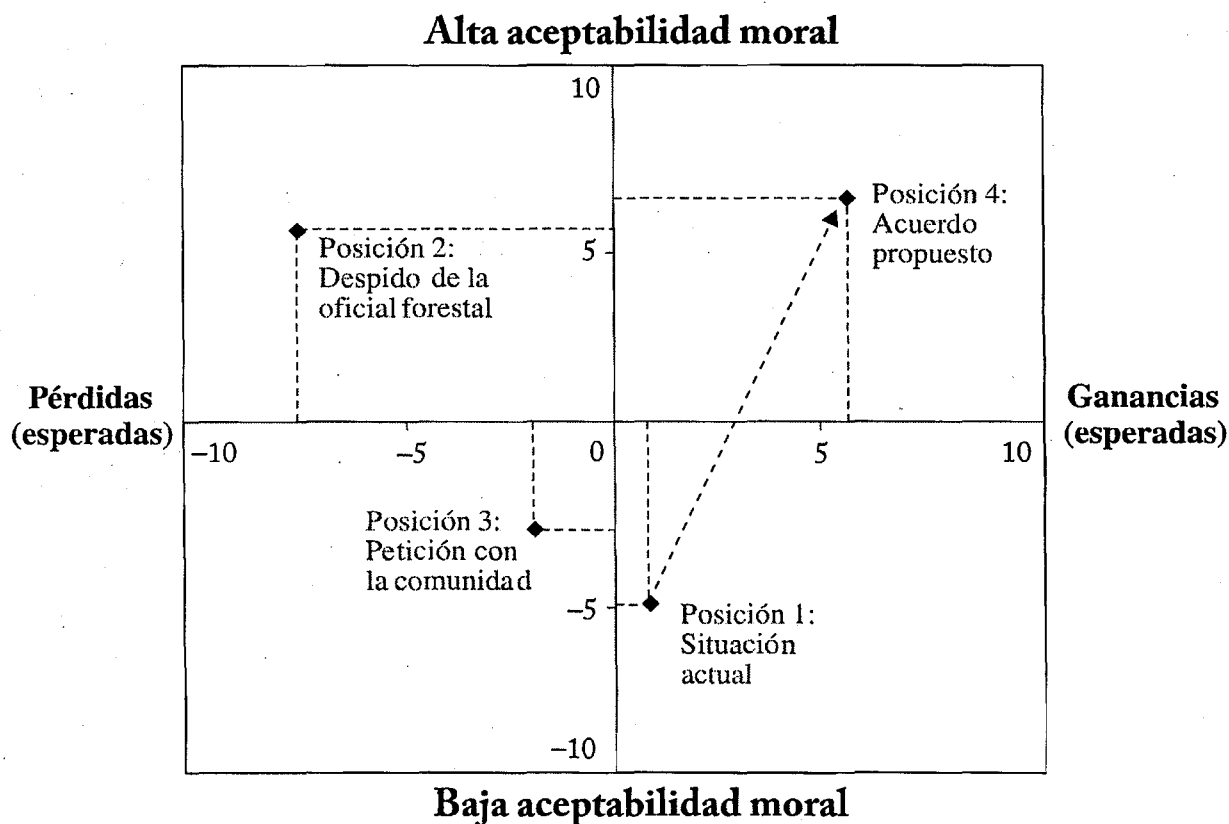 Alta aceptabilidad moral
10
Posición 4:
Acuerdo
propuesto
Posición 2:
Despido de la
oficial forestal
5
Pérdidas
(esperadas)
Ganancias
(esperadas)
−10
−5
0
5
10
Posición 3:
Petición con
la comunidad
−5
Posición 1:
Situación
actual
−10
Baja aceptabilidad moral